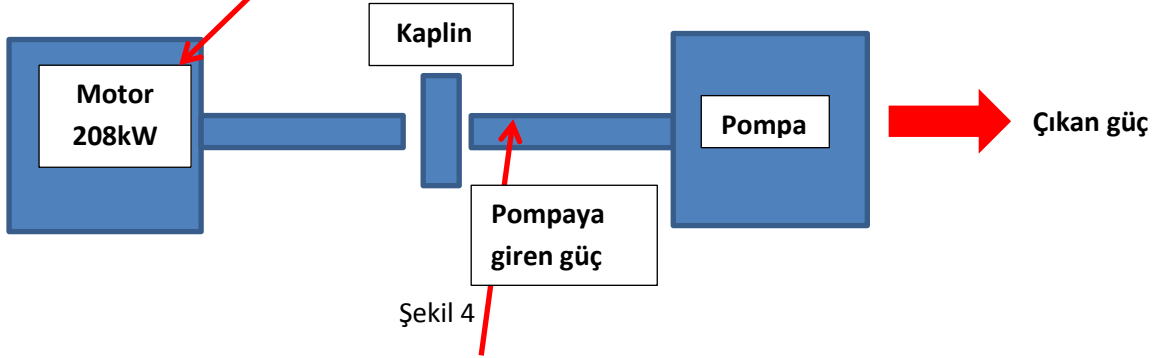 Kaplin
Motor
208kW
Pompa
Çıkan güç
Pompaya
giren güç
Şekil 4